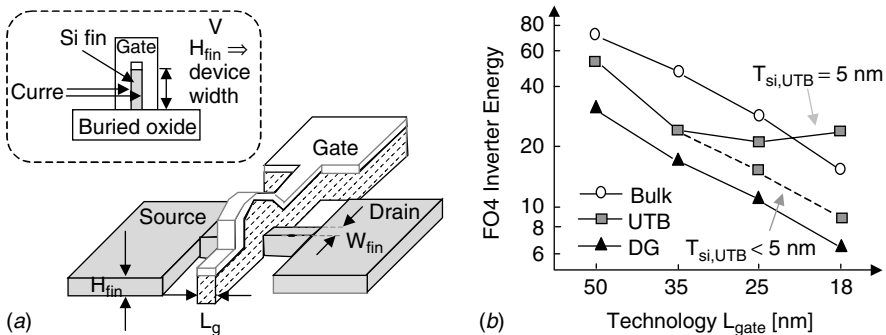 V
Si fin
Gate
H_fin ⇒
device
width
Curre
Buried oxide
Gate
Source
Drain
W_fin
H_fin
L_g
(a)
FO4 Inverter Energy
80
60
40
20
10
8
6
T_si,UTB = 5 nm
Bulk
UTB
DG
T_si,UTB < 5 nm
50 35 25 18
Technology L_gate [nm]
(b)